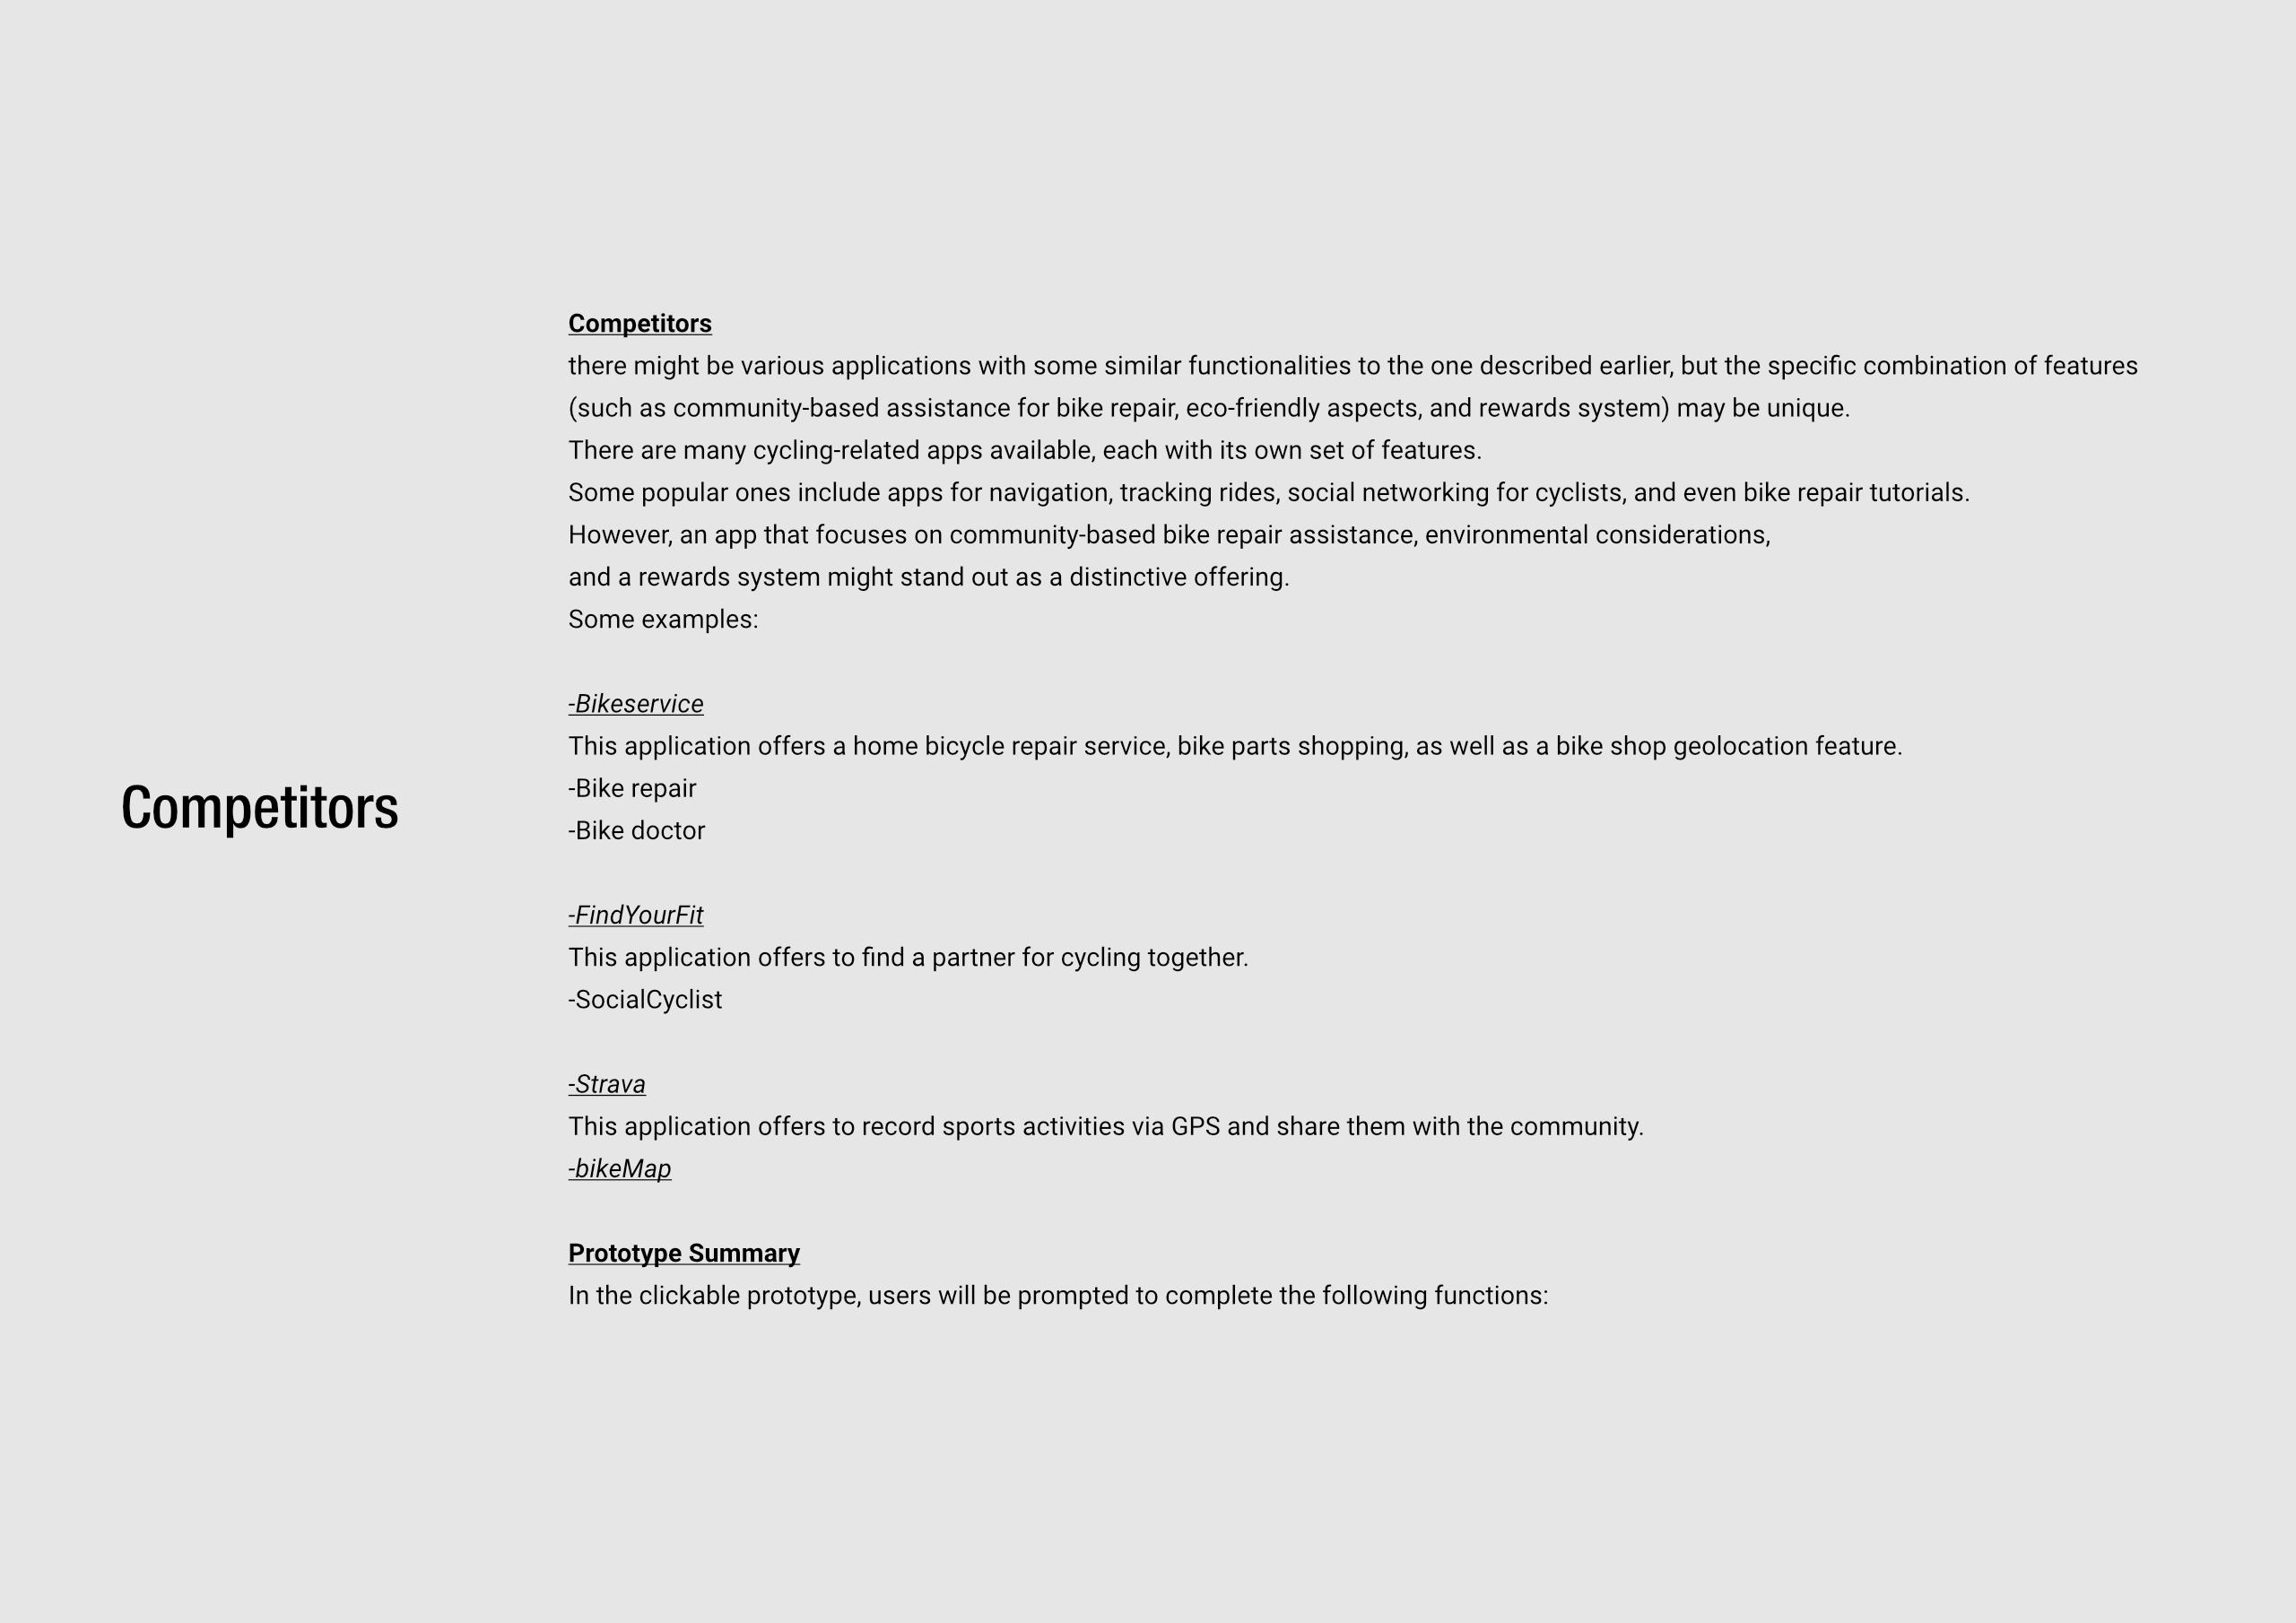 Competitors
Competitors
there might be various applications with some similar functionalities to the one described earlier, but the specific combination of features
(such as community-based assistance for bike repair, eco-friendly aspects, and rewards system) may be unique.
There are many cycling-related apps available, each with its own set of features.
Some popular ones include apps for navigation, tracking rides, social networking for cyclists, and even bike repair tutorials.
However, an app that focuses on community-based bike repair assistance, environmental considerations,
and a rewards system might stand out as a distinctive offering.
Some examples:
-Bikeservice
This application offers a home bicycle repair service, bike parts shopping, as well as a bike shop geolocation feature.
-Bike repair
-Bike doctor
-FindYourFit
This application offers to find a partner for cycling together.
-SocialCyclist
-Strava
This application offers to record sports activities via GPS and share them with the community.
-bikeMap
Prototype Summary
In the clickable prototype, users will be prompted to complete the following functions: